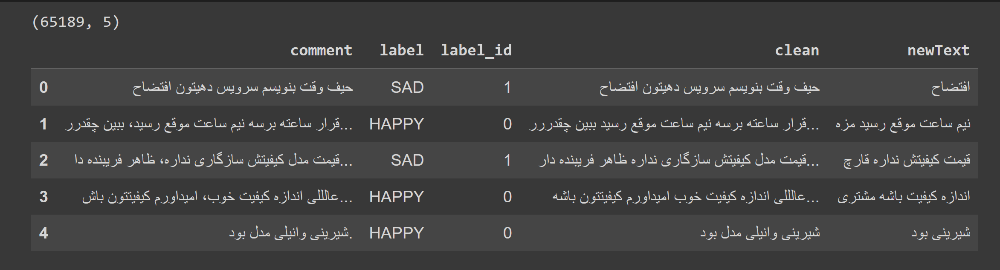 (65189, 5)
comment label label_id clean newText
0 حیف وقت بنویسم سرویس دهیتون افتضاح SAD 1 حیف وقت بنویسم سرویس دهیتون افتضاح افتضاح
1 قرار ساعته برسه نیم ساعت موقع رسید، ببین چقدرر... HAPPY 0 قرار ساعته برسه نیم ساعت موقع رسید ببین چقدررر... نیم ساعت موقع رسید مزه
2 قیمت مدل کیفیتش سازگاری نداره، ظاهر فریبنده دا... SAD 1 قیمت مدل کیفیتش سازگاری نداره ظاهر فریبنده دار... قیمت کیفیتش نداره قارچ
3 عالللی اندازه کیفیت خوب، امیداورم کیفیتتون باش... HAPPY 0 عالللی اندازه کیفیت خوب امیداورم کیفیتتون باشه... اندازه کیفیت باشه مشتری
4 شیرینی وانیلی مدل بود. HAPPY 0 شیرینی وانیلی مدل بود شیرینی بود